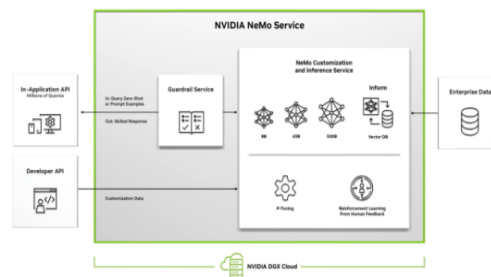 NVIDIA NeMo Service
NeMo Customization
and Inference Service
In-Application API
Millions of Queries
In: Query Zero-Shot
or Prompt Examples
Out: Skilled Response
Guardrail Service
Inform
8B
43B
530B
Vector DB
Enterprise Data
Developer API
Customization Data
P-Tuning
Reinforcement Learning
From Human Feedback
NVIDIA DGX Cloud